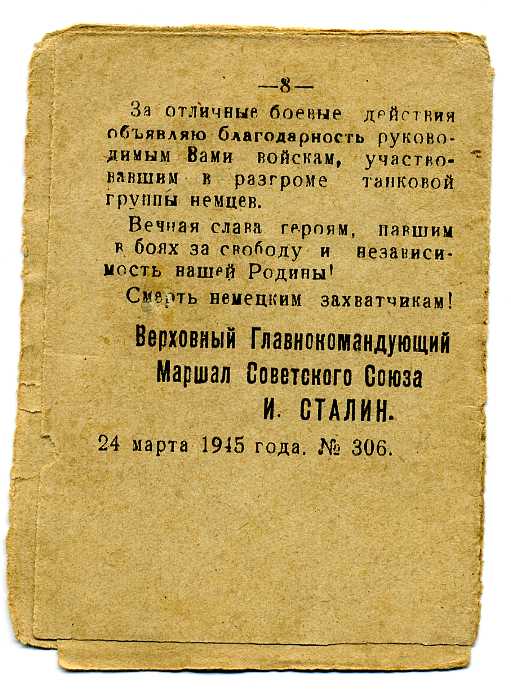 —8—
За отличные боевые действия
объявляю благодарность руково-
димым Вами войскам, участво-
вавшим в разгроме танковой
группы немцев.
Вечная слава героям, павшим
в боях за свободу и независи-
мость нашей Родины!
Смерть немецким захватчикам!
Верховный Главнокомандующий
Маршал Советского Союза
И. СТАЛИН.
24 марта 1945 года. № 306.